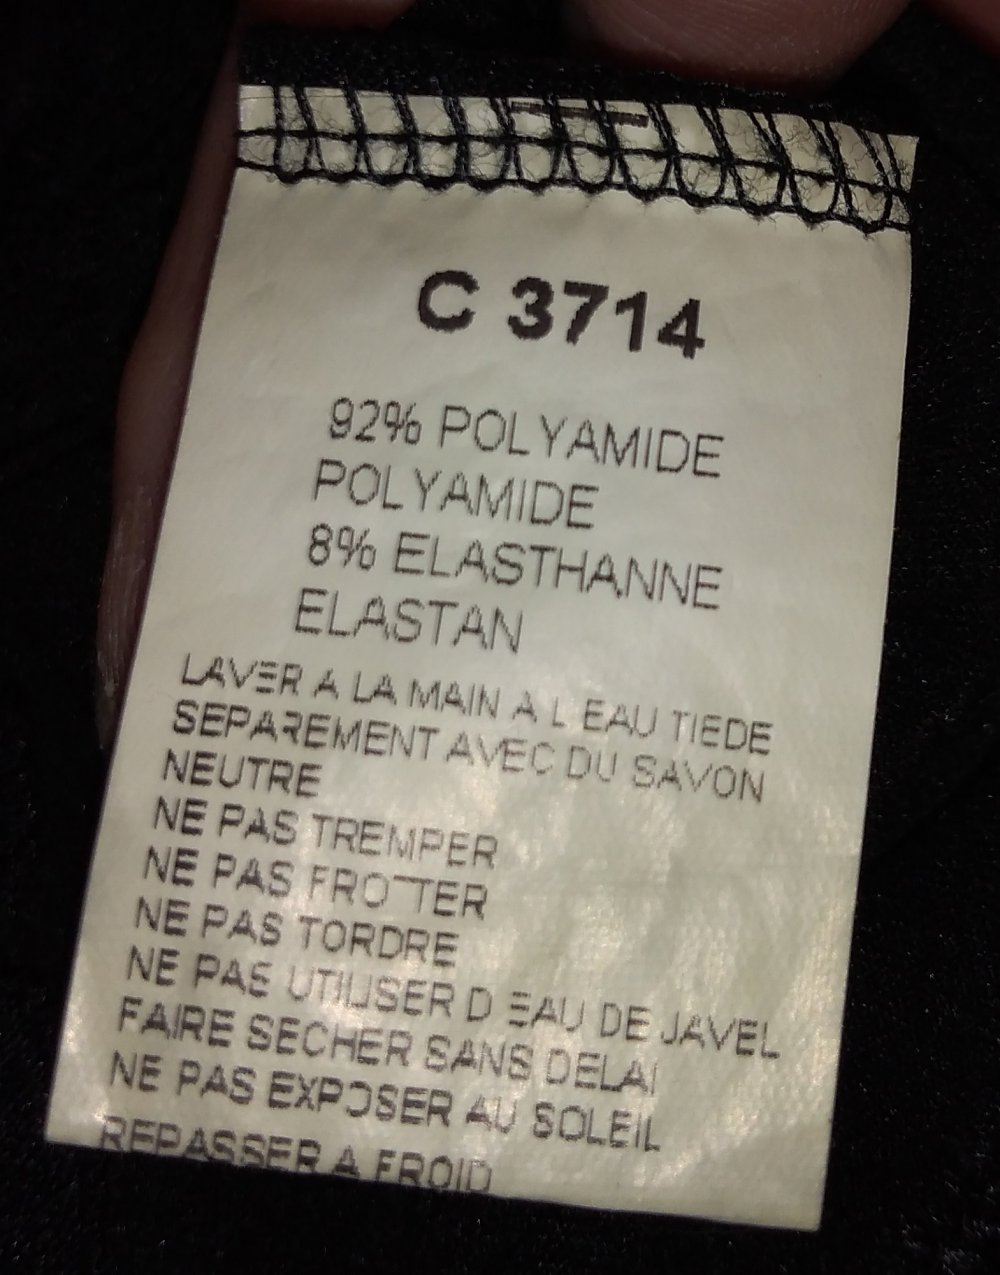 C 3714
92% POLYAMIDE
POLYAMIDE
8% ELASTHANNE
ELASTAN
LAVER A LA MAIN A L EAU TIEDE
SEPAREMENT AVEC DU SAVON
NEUTRE
NE PAS TREMPER
NE PAS FROTTER
NE PAS TORDRE
NE PAS UTILISER D EAU DE JAVEL
FAIRE SECHER SANS DELAI
NE PAS EXPOSER AU SOLEIL
REPASSER A FROID